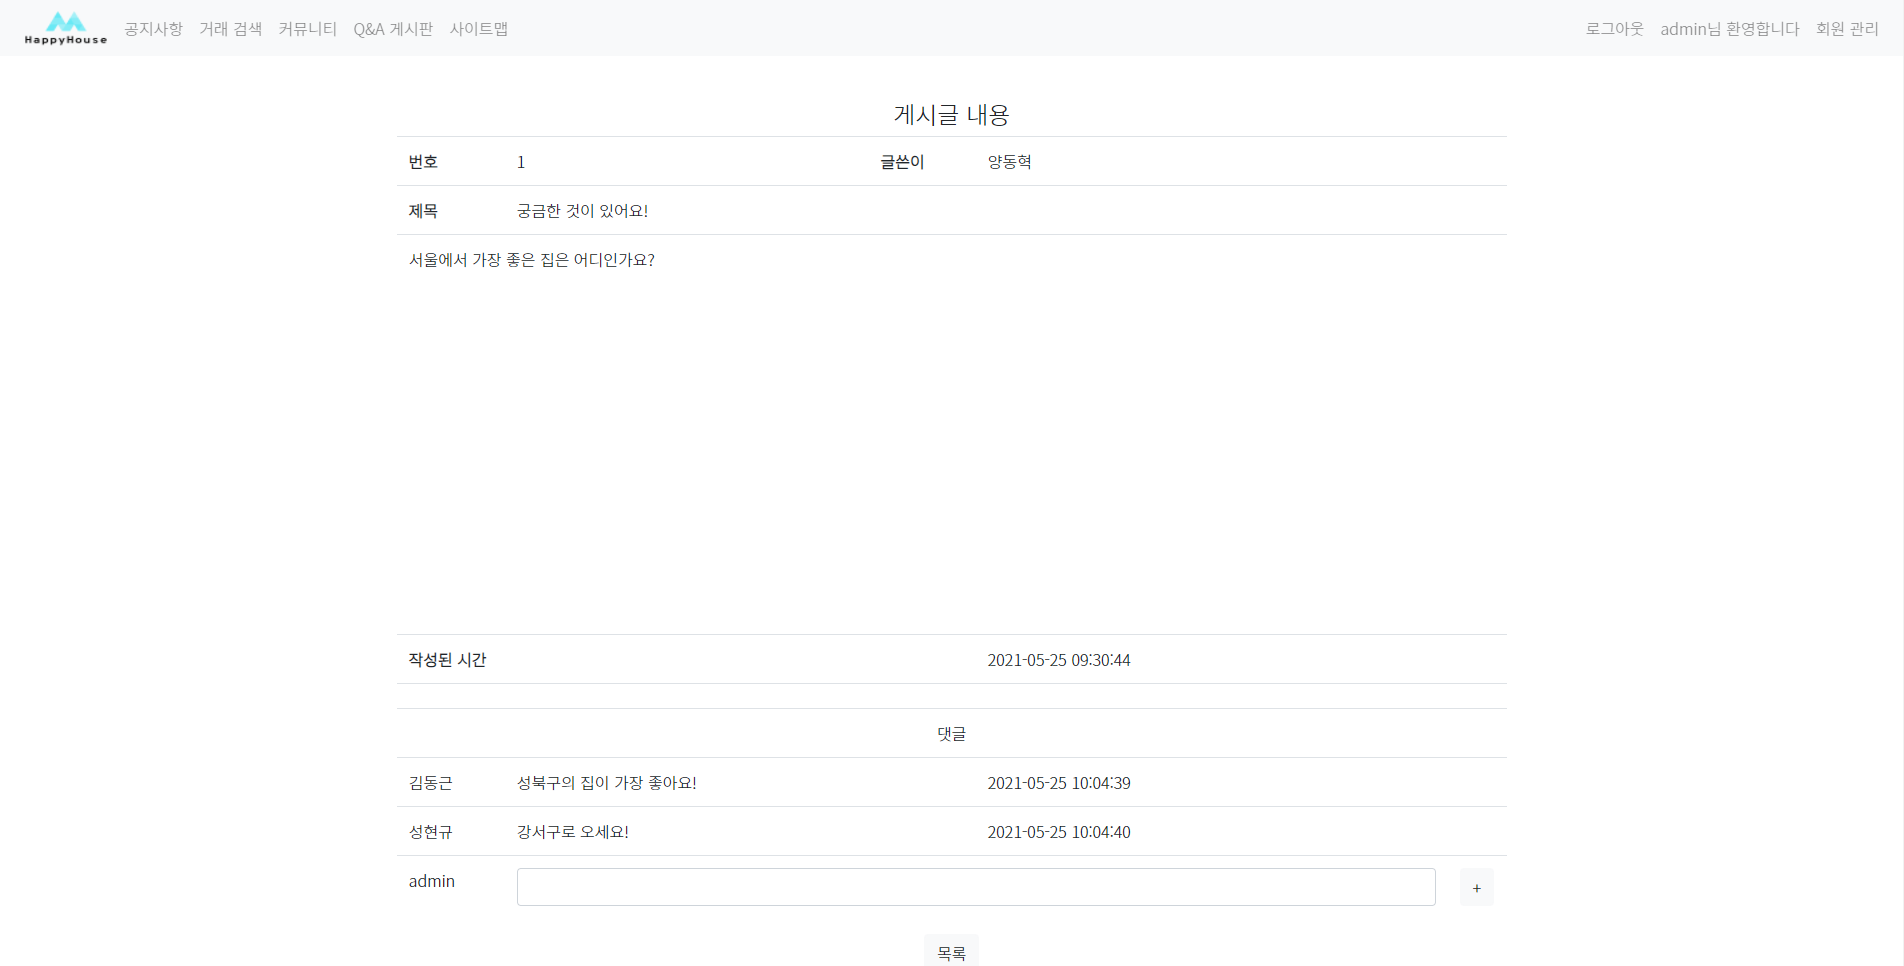 HappyHouse 공지사항 거래 검색 커뮤니티 Q&A 게시판 사이트맵 로그아웃 admin님 환영합니다 회원 관리
게시글 내용
번호 1 글쓴이 양동혁
제목 궁금한 것이 있어요!
서울에서 가장 좋은 집은 어디인가요?
작성된 시간 2021-05-25 09:30:44
댓글
김동근 성북구의 집이 가장 좋아요! 2021-05-25 10:04:39
성현규 강서구로 오세요! 2021-05-25 10:04:40
admin +
목록